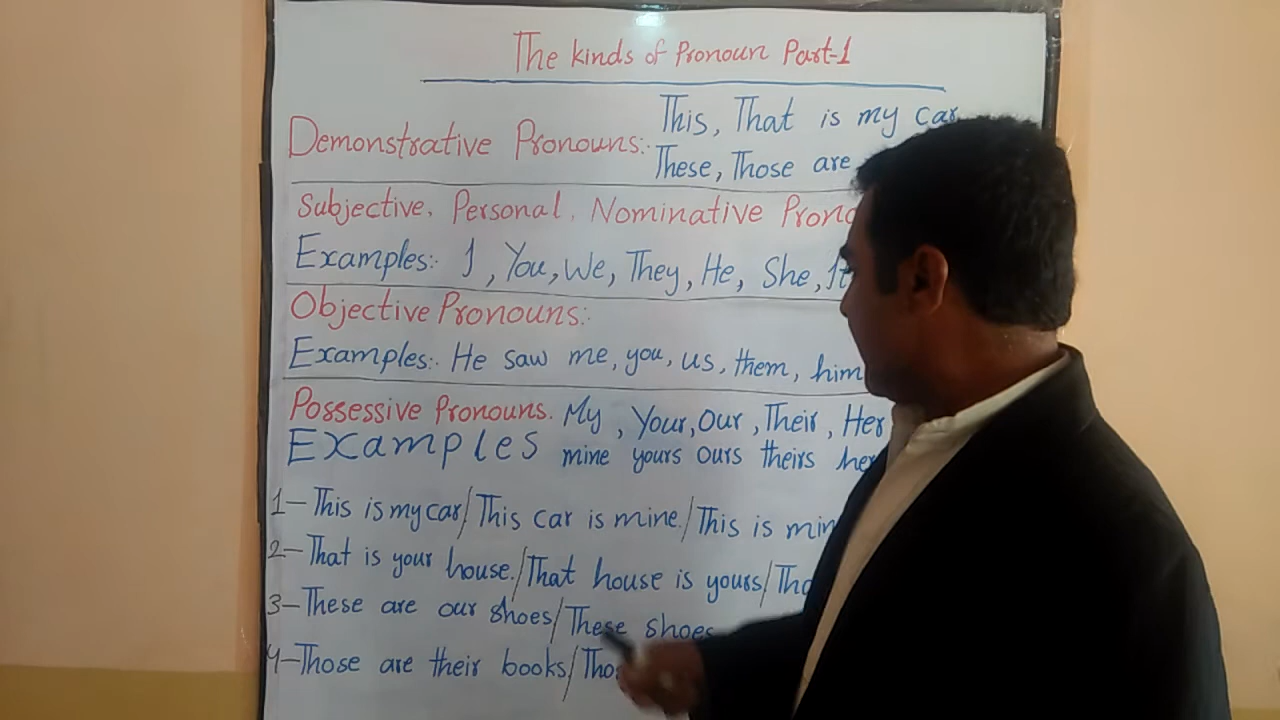 The kinds of Pronoun Part-1
Demonstrative Pronouns:. This, That is my car
These, Those are
Subjective, Personal, Nominative
Examples:. I, You, We, They, He, She, It
Objective Pronouns:.
Examples:. He saw me, you, us, them, him
Possessive Pronouns. My, Your, Our, Their, Her
Examples mine yours ours theirs
1- This is my car/ This car is mine./ This is
2- That is your house./ That house is yours/
3- These are our shoes/ These shoes
4- Those are their books/